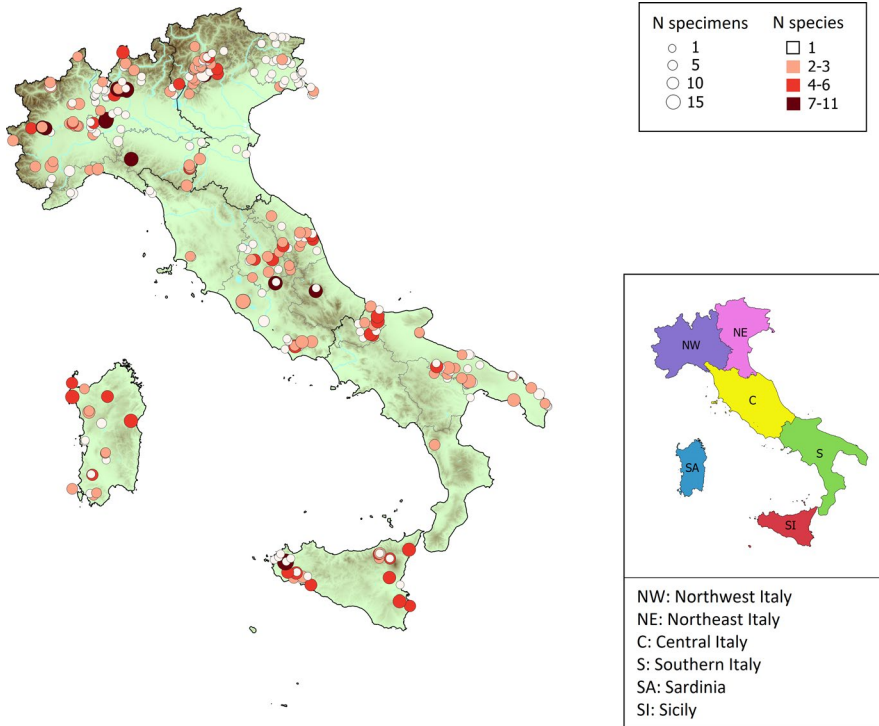 N specimens N species
1 1
5 2-3
10 4-6
15 7-11
NE
NW
C
S
SA
SI
NW: Northwest Italy
NE: Northeast Italy
C: Central Italy
S: Southern Italy
SA: Sardinia
SI: Sicily